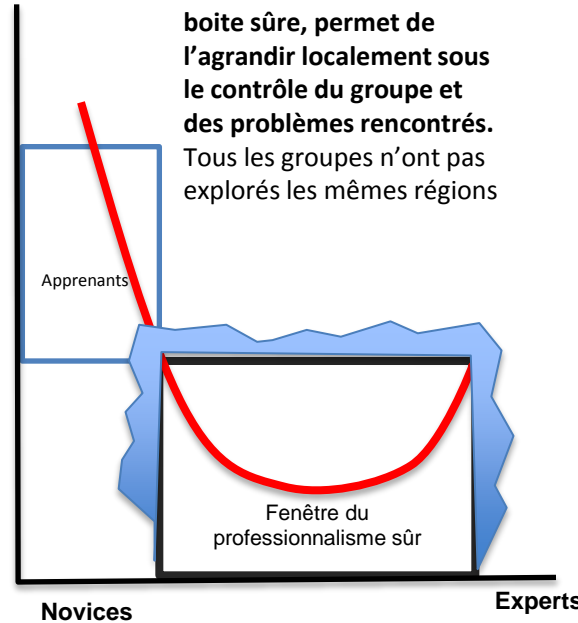 boite sûre, permet de
l’agrandir localement sous
le contrôle du groupe et
des problèmes rencontrés.
Tous les groupes n’ont pas
explorés les mêmes régions
Apprenants
Fenêtre du
professionnalisme sûr
Novices
Experts